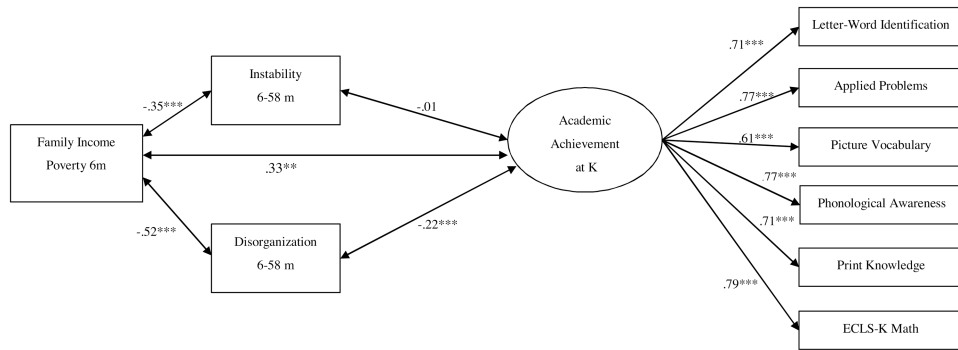 Letter-Word Identification
.71***
Instability
6-58 m
Applied Problems
.77***
-.35***
-.01
Academic
Achievement
at K
Family Income
Poverty 6m
.61***
Picture Vocabulary
.33**
.77***
Phonological Awareness
-.52***
-.22***
.71***
Disorganization
6-58 m
Print Knowledge
.79***
ECLS-K Math